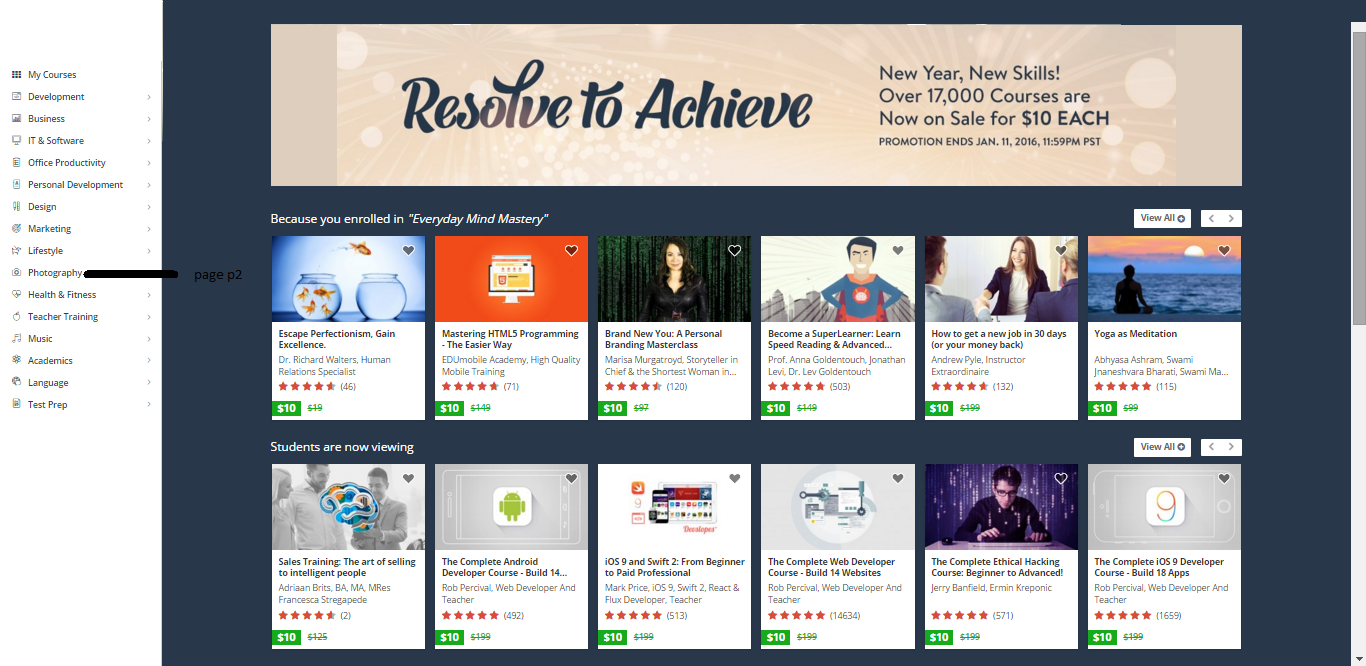 My Courses
Development
Business
IT & Software
Office Productivity
Personal Development
Design
Marketing
Lifestyle
Photography
page p2
Health & Fitness
Teacher Training
Music
Academics
Language
Test Prep
Resolve to Achieve
New Year, New Skills!
Over 17,000 Courses are
Now on Sale for $10 EACH
PROMOTION ENDS JAN. 11, 2016, 11:59PM PST
Because you enrolled in "Everyday Mind Mastery"
View All
Escape Perfectionism, Gain
Excellence.
Dr. Richard Walters, Human
Relations Specialist
(46)
$10 $19
Mastering HTML5 Programming
- The Easier Way
EDUmobile Academy, High Quality
Mobile Training
(71)
$10 $149
Brand New You: A Personal
Branding Masterclass
Marisa Murgatroyd, Storyteller in
Chief & the Shortest Woman in...
(120)
$10 $97
Become a SuperLearner: Learn
Speed Reading & Advanced...
Prof. Anna Goldentouch, Jonathan
Levi, Dr. Lev Goldentouch
(503)
$10 $149
How to get a new job in 30 days
(or your money back)
Andrew Pyle, Instructor
Extraordinaire
(132)
$10 $199
Yoga as Meditation
Abhyasa Ashram, Swami
Jnaneshvara Bharati, Swami Ma...
(115)
$10 $99
Students are now viewing
View All
Sales Training: The art of selling
to intelligent people
Adriaan Brits, BA, MA, MRes
Francesca Stregapede
(2)
$10 $125
The Complete Android
Developer Course - Build 14...
Rob Percival, Web Developer And
Teacher
(492)
$10 $199
9
Devslopes
iOS 9 and Swift 2: From Beginner
to Paid Professional
Mark Price, iOS 9, Swift 2, React &
Flux Developer, Teacher
(513)
$10 $199
The Complete Web Developer
Course - Build 14 Websites
Rob Percival, Web Developer And
Teacher
(14634)
$10 $199
The Complete Ethical Hacking
Course: Beginner to Advanced!
Jerry Banfield, Ermin Kreponic
(571)
$10 $199
9
The Complete iOS 9 Developer
Course - Build 18 Apps
Rob Percival, Web Developer And
Teacher
(1659)
$10 $199